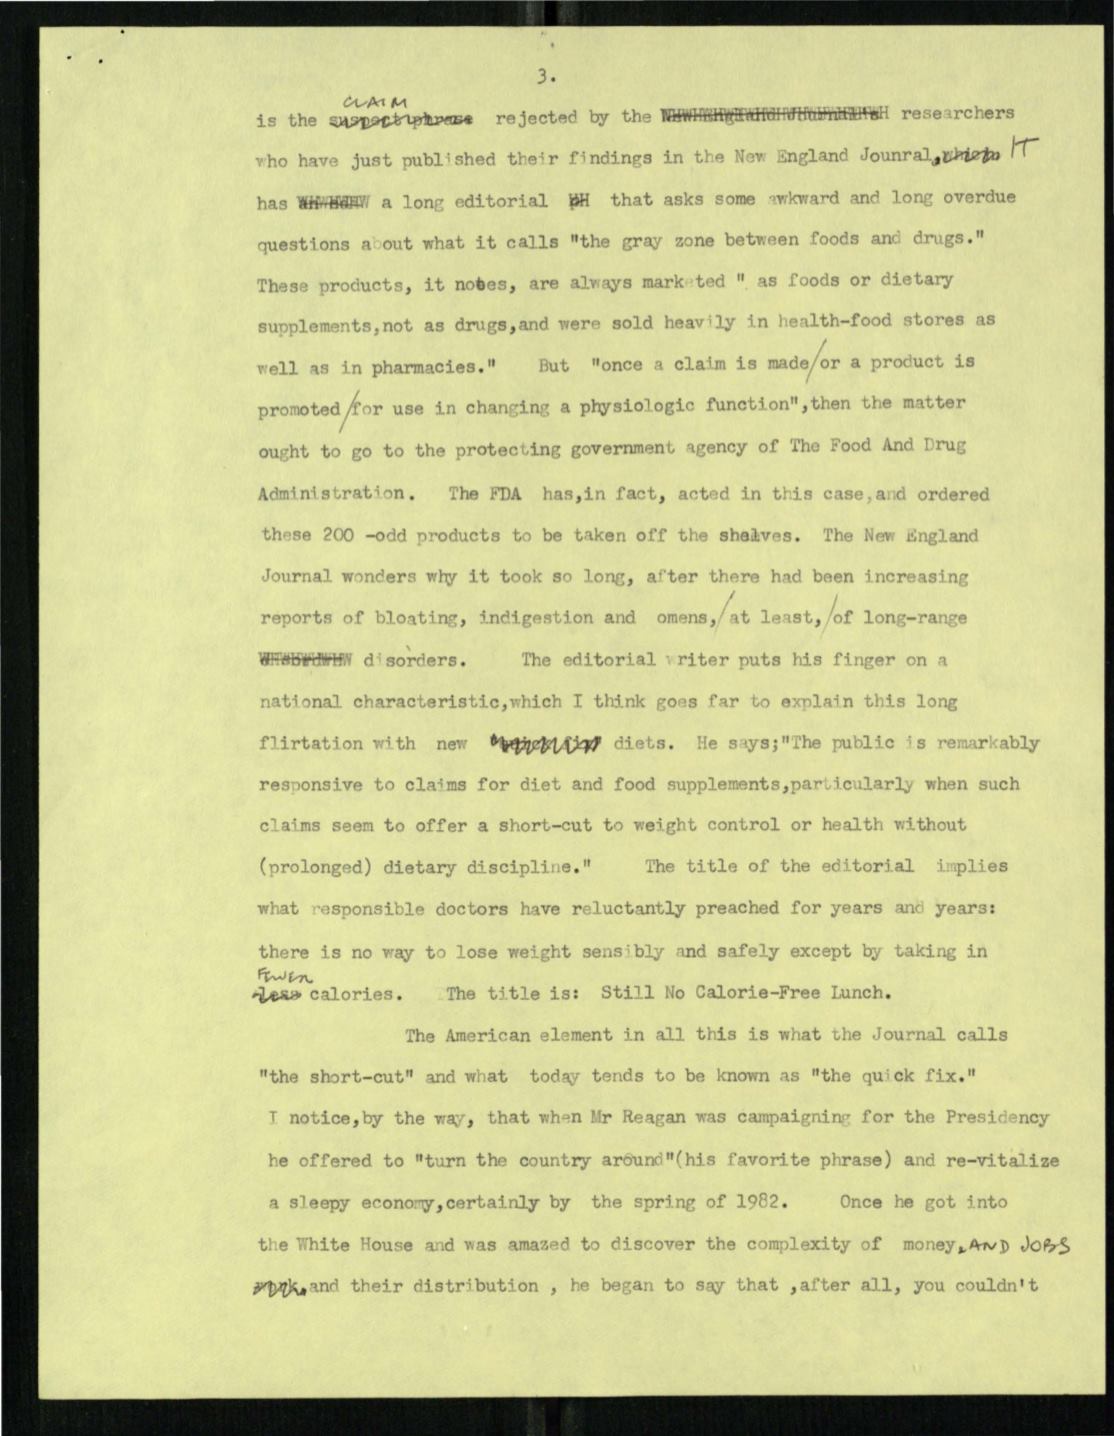 3.
CLAIM
is the suspect phrase rejected by the New England Journal's researchers
who have just published their findings in the New England Jounral, which IT
has a long editorial that asks some awkward and long overdue
questions about what it calls "the gray zone between foods and drugs."
These products, it notes, are always marketed " as foods or dietary
supplements,not as drugs,and were sold heavily in health-food stores as
well as in pharmacies." But "once a claim is made/or a product is
promoted/for use in changing a physiologic function",then the matter
ought to go to the protecting government agency of The Food And Drug
Administration. The FDA has,in fact, acted in this case,and ordered
these 200 -odd products to be taken off the shelves. The New England
Journal wonders why it took so long, after there had been increasing
reports of bloating, indigestion and omens,/at least,/of long-range
disorders. The editorial writer puts his finger on a
national characteristic,which I think goes far to explain this long
flirtation with new diets. He says;"The public is remarkably
responsive to claims for diet and food supplements,particularly when such
claims seem to offer a short-cut to weight control or health without
(prolonged) dietary discipline." The title of the editorial implies
what responsible doctors have reluctantly preached for years and years:
there is no way to lose weight sensibly and safely except by taking in
FEWER
less calories. The title is: Still No Calorie-Free Lunch.
The American element in all this is what the Journal calls
"the short-cut" and what today tends to be known as "the quick fix."
I notice,by the way, that when Mr Reagan was campaigning for the Presidency
he offered to "turn the country around"(his favorite phrase) and re-vitalize
a sleepy economy,certainly by the spring of 1982. Once he got into
the White House and was amazed to discover the complexity of money, AND JOBS
work,and their distribution , he began to say that ,after all, you couldn't